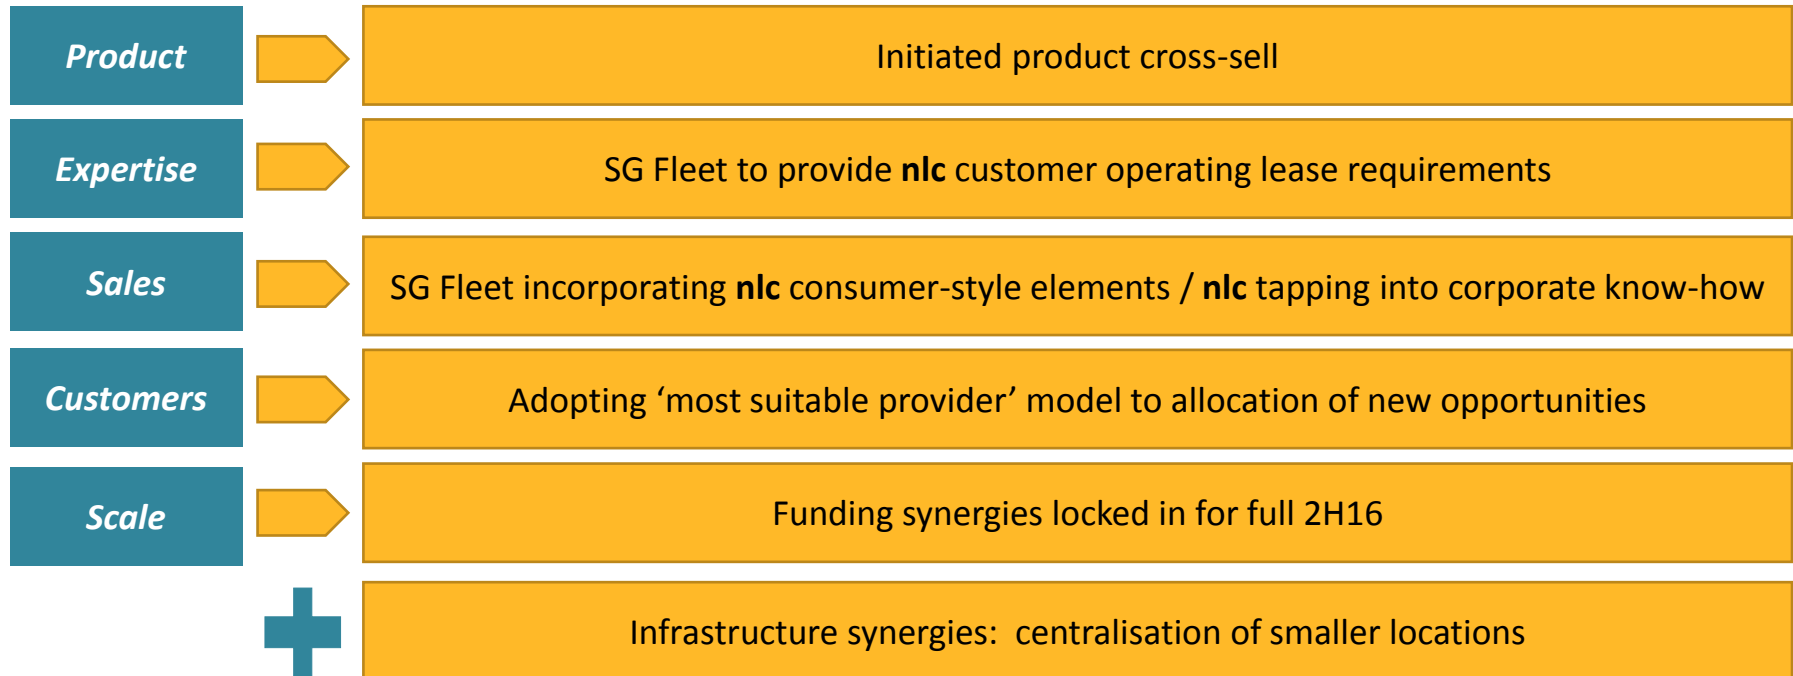 Product
Initiated product cross-sell
Expertise
SG Fleet to provide nlc customer operating lease requirements
Sales
SG Fleet incorporating nlc consumer-style elements / nlc tapping into corporate know-how
Customers
Adopting ‘most suitable provider’ model to allocation of new opportunities
Scale
Funding synergies locked in for full 2H16
Infrastructure synergies:  centralisation of smaller locations